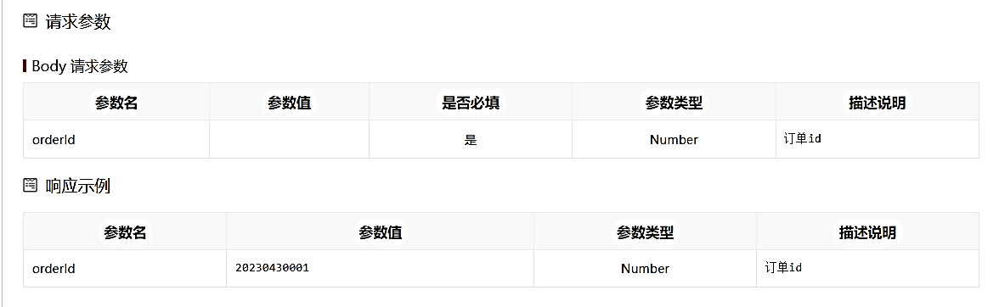 请求参数
Body 请求参数
参数名 参数值 是否必填 参数类型 描述说明
orderId 是 Number 订单id
响应示例
参数名 参数值 参数类型 描述说明
orderId 20230430001 Number 订单id